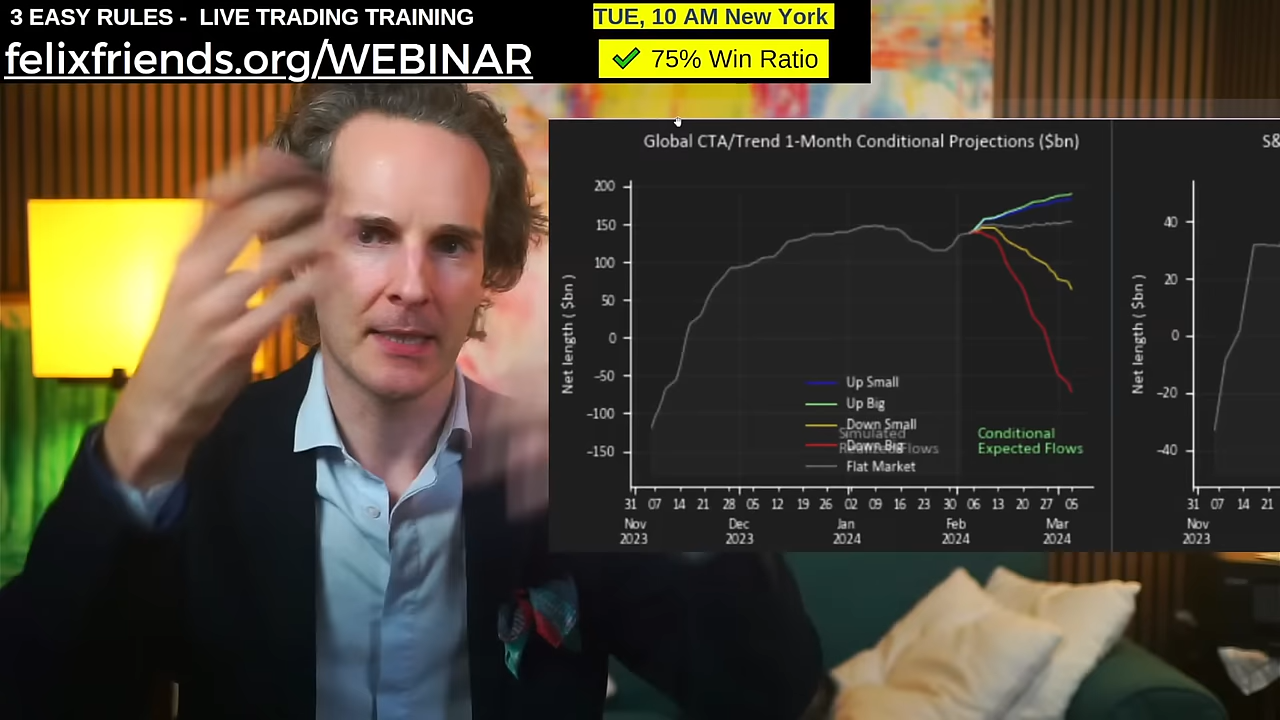 3 EASY RULES - LIVE TRADING TRAINING
felixfriends.org/WEBINAR
TUE, 10 AM New York
75% Win Ratio
Global CTA/Trend 1-Month Conditional Projections ($bn)
Net length ( $bn )
200
150
100
50
0
−50
−100
−150
Up Small
Up Big
Down Small
Down Big
Flat Market
Simulated
Realized Flows
Conditional
Expected Flows
31 07 14 21 28 05 12 19 26 02 09 16 23 30 06 13 20 27 05
Nov Dec Jan Feb Mar
2023 2023 2024 2024 2024
S&
Net length ( $bn )
40
20
0
−20
−40
31 07 14 21
Nov
2023